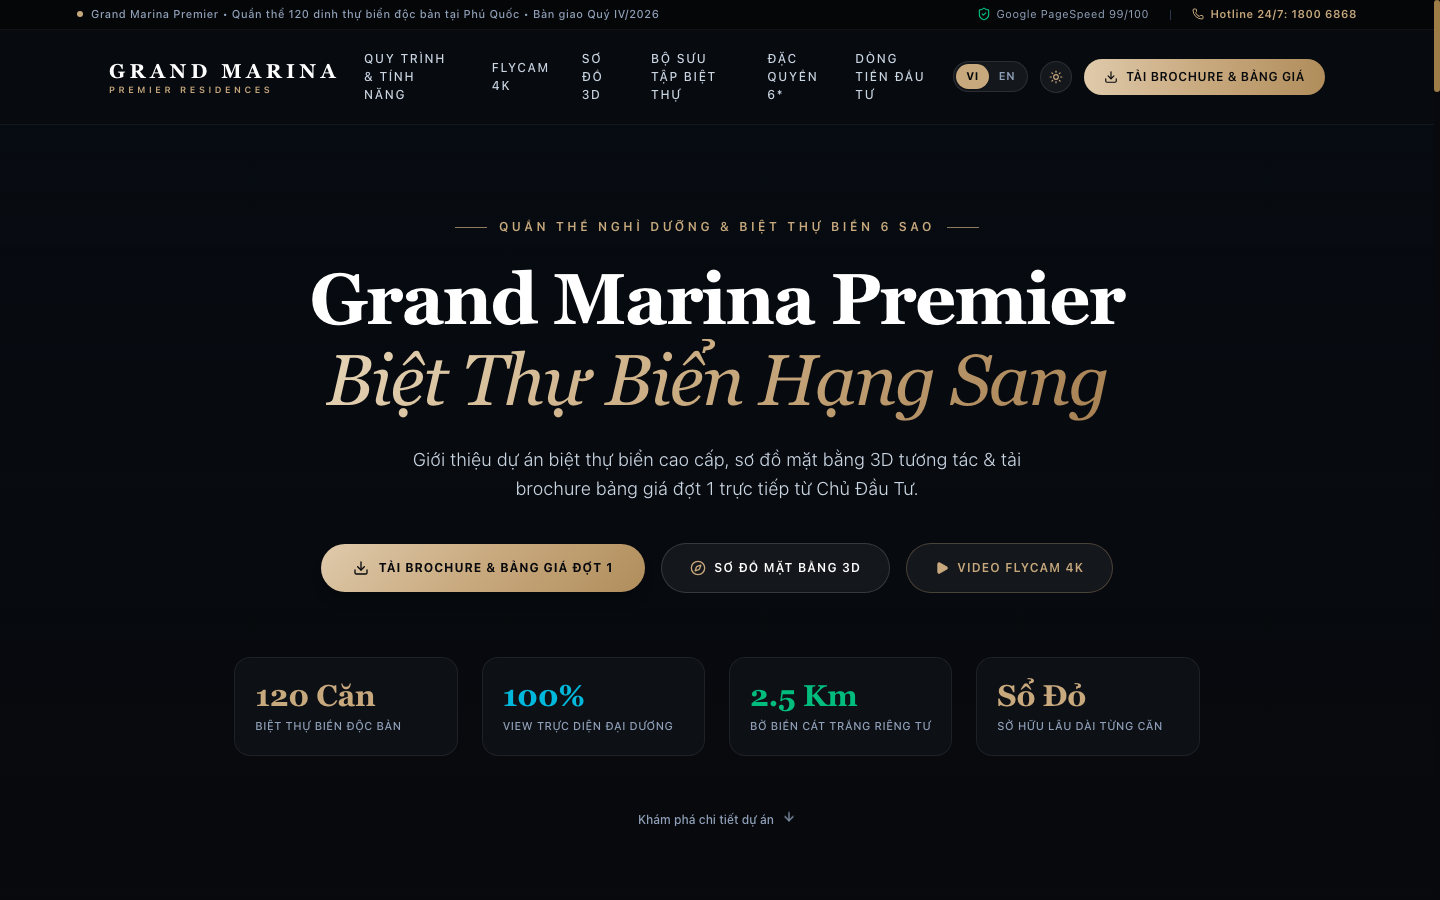 Grand Marina Premier • Quần thể 120 dinh thự biển độc bản tại Phú Quốc • Bàn giao Quý IV/2026
Google PageSpeed 99/100
Hotline 24/7: 1800 6868
GRAND MARINA
PREMIER RESIDENCES
QUY TRÌNH
& TÍNH
NĂNG
FLYCAM
4K
SƠ
ĐỒ
3D
BỘ SƯU
TẬP BIỆT
THỰ
ĐẶC
QUYỀN
6*
DÒNG
TIỀN ĐẦU
TƯ
VI
EN
TẢI BROCHURE & BẢNG GIÁ
QUẦN THỂ NGHỈ DƯỠNG & BIỆT THỰ BIỂN 6 SAO
Grand Marina Premier
Biệt Thự Biển Hạng Sang
Giới thiệu dự án biệt thự biển cao cấp, sơ đồ mặt bằng 3D tương tác & tải
brochure bảng giá đợt 1 trực tiếp từ Chủ Đầu Tư.
TẢI BROCHURE & BẢNG GIÁ ĐỢT 1
SƠ ĐỒ MẶT BẰNG 3D
VIDEO FLYCAM 4K
120 Căn
BIỆT THỰ BIỂN ĐỘC BẢN
100%
VIEW TRỰC DIỆN ĐẠI DƯƠNG
2.5 Km
BỜ BIỂN CÁT TRẮNG RIÊNG TƯ
Sổ Đỏ
SỞ HỮU LÂU DÀI TỪNG CĂN
Khám phá chi tiết dự án